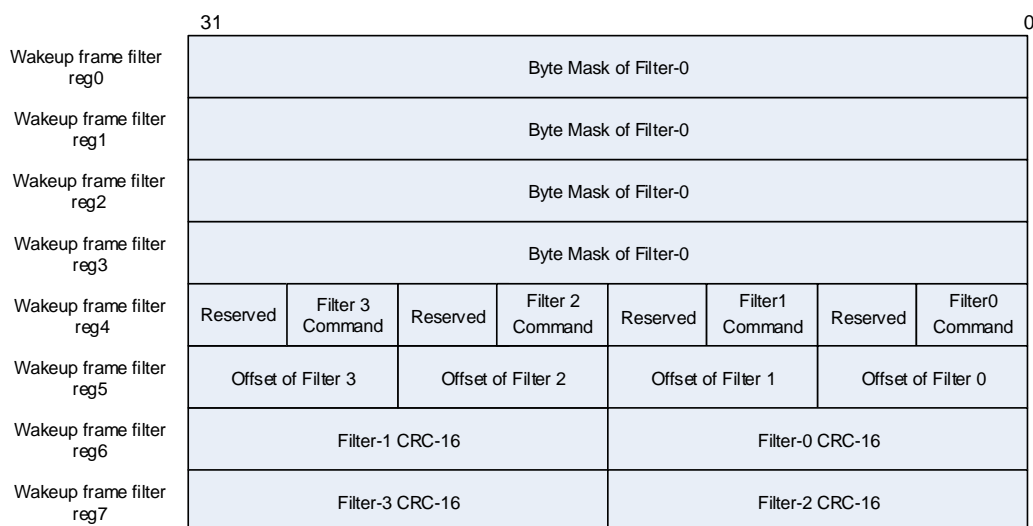 31 0
Wakeup frame filter
reg0
Byte Mask of Filter-0
Wakeup frame filter
reg1
Byte Mask of Filter-0
Wakeup frame filter
reg2
Byte Mask of Filter-0
Wakeup frame filter
reg3
Byte Mask of Filter-0
Wakeup frame filter
reg4
Reserved
Filter 3
Command
Reserved
Filter 2
Command
Reserved
Filter1
Command
Reserved
Filter0
Command
Wakeup frame filter
reg5
Offset of Filter 3
Offset of Filter 2
Offset of Filter 1
Offset of Filter 0
Wakeup frame filter
reg6
Filter-1 CRC-16
Filter-0 CRC-16
Wakeup frame filter
reg7
Filter-3 CRC-16
Filter-2 CRC-16